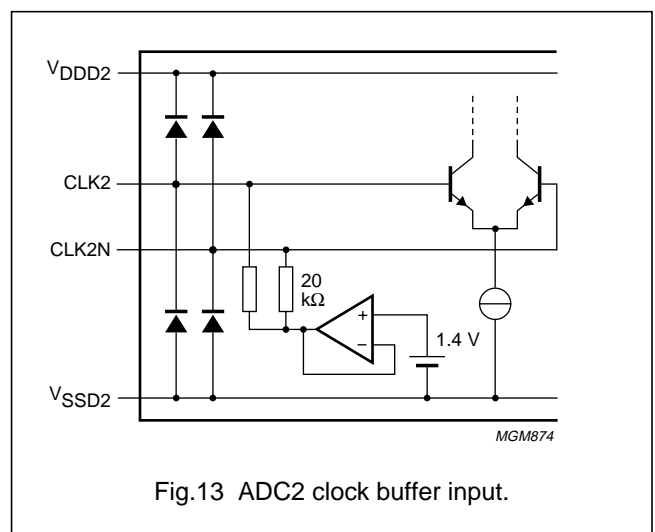 VDDD2
CLK2
CLK2N
20
kΩ
+
−
1.4 V
VSSD2
MGM874
Fig.13 ADC2 clock buffer input.